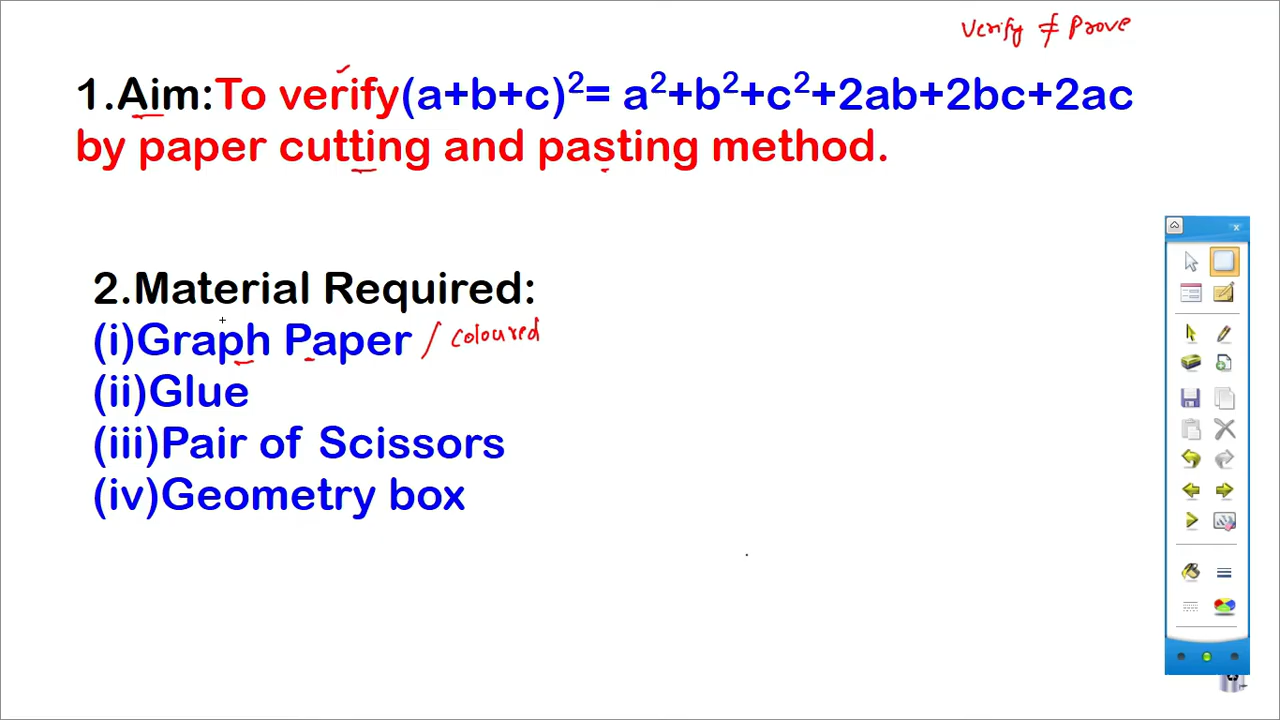 Verify ≠ Prove
1.Aim:To verify(a+b+c)²= a²+b²+c²+2ab+2bc+2ac
by paper cutting and pasting method.
2.Material Required:
(i)Graph Paper / coloured
(ii)Glue
(iii)Pair of Scissors
(iv)Geometry box